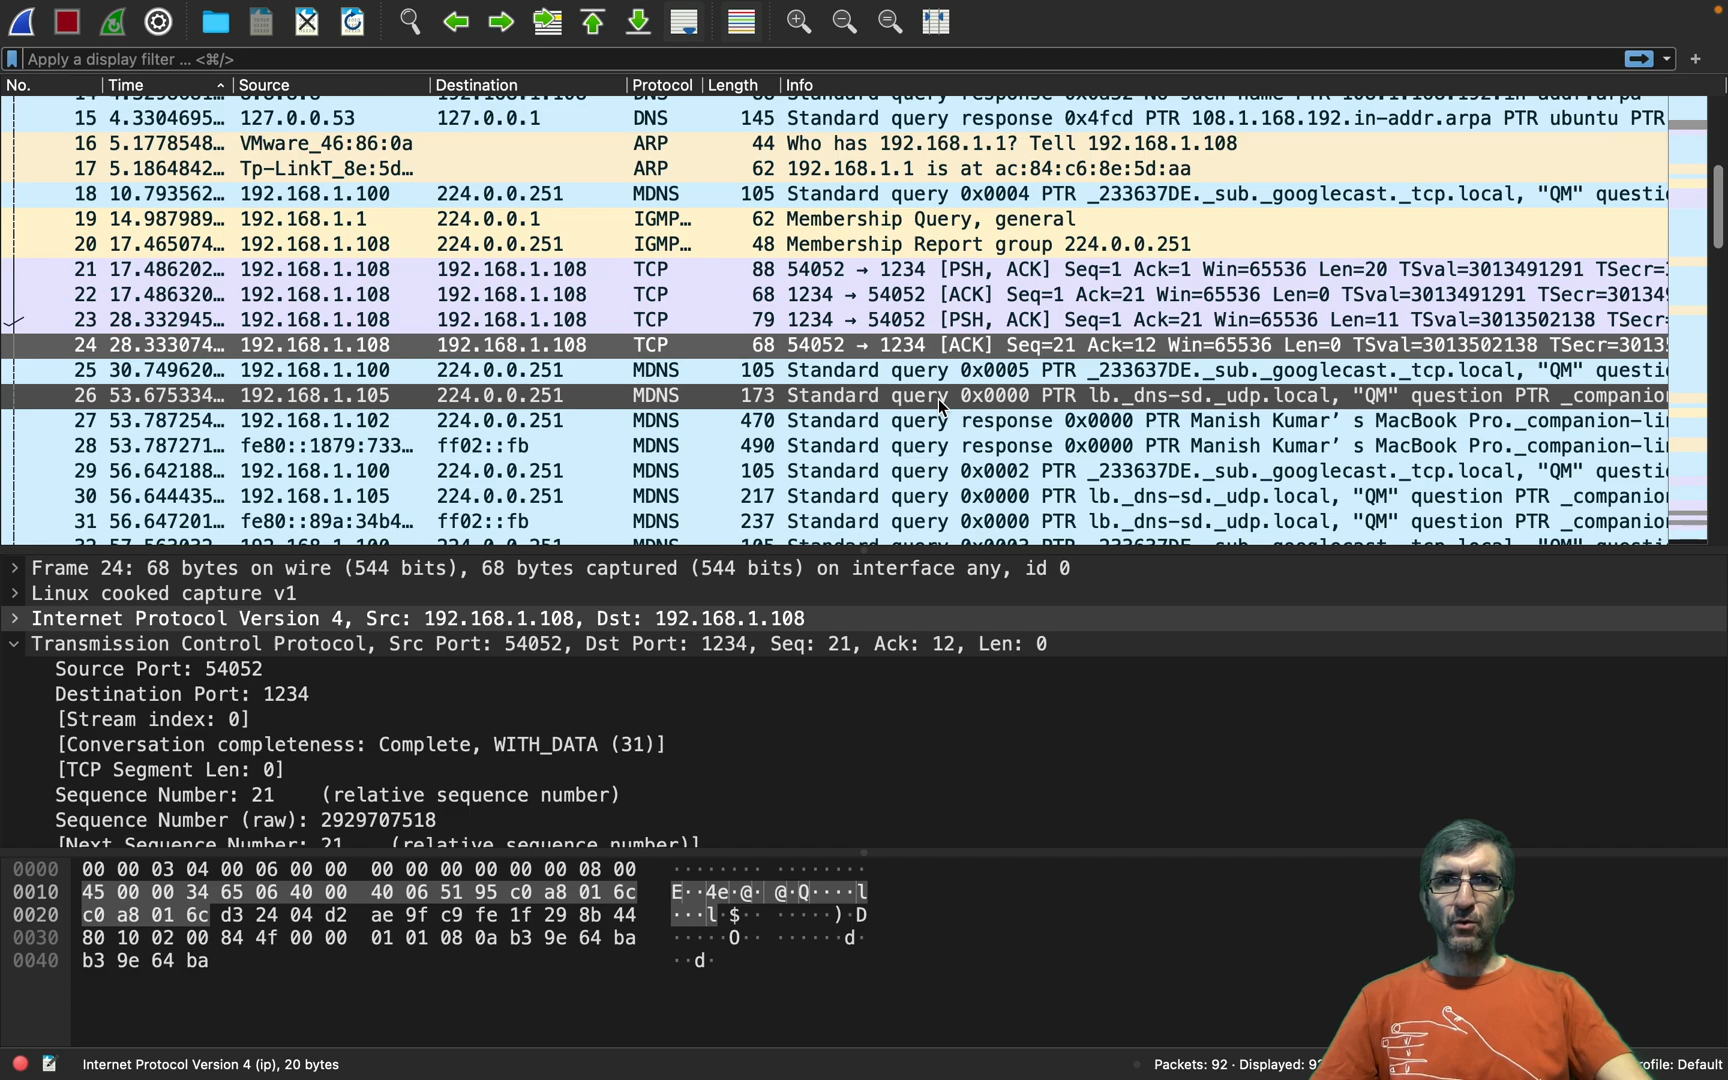 Apply a display filter ... <⌘/>
No. Time Source Destination Protocol Length Info
15 4.3304695… 127.0.0.53 127.0.0.1 DNS 145 Standard query response 0x4fcd PTR 108.1.168.192.in-addr.arpa PTR ubuntu PTR
16 5.1778548… VMware_46:86:0a ARP 44 Who has 192.168.1.1? Tell 192.168.1.108
17 5.1864842… Tp-LinkT_8e:5d… ARP 62 192.168.1.1 is at ac:84:c6:8e:5d:aa
18 10.793562… 192.168.1.100 224.0.0.251 MDNS 105 Standard query 0x0004 PTR _233637DE._sub._googlecast._tcp.local, "QM" questi
19 14.987989… 192.168.1.1 224.0.0.1 IGMP… 62 Membership Query, general
20 17.465074… 192.168.1.108 224.0.0.251 IGMP… 48 Membership Report group 224.0.0.251
21 17.486202… 192.168.1.108 192.168.1.108 TCP 88 54052 → 1234 [PSH, ACK] Seq=1 Ack=1 Win=65536 Len=20 TSval=3013491291 TSecr=
22 17.486320… 192.168.1.108 192.168.1.108 TCP 68 1234 → 54052 [ACK] Seq=1 Ack=21 Win=65536 Len=0 TSval=3013491291 TSecr=30134
23 28.332945… 192.168.1.108 192.168.1.108 TCP 79 1234 → 54052 [PSH, ACK] Seq=1 Ack=21 Win=65536 Len=11 TSval=3013502138 TSecr
24 28.333074… 192.168.1.108 192.168.1.108 TCP 68 54052 → 1234 [ACK] Seq=21 Ack=12 Win=65536 Len=0 TSval=3013502138 TSecr=3013
25 30.749620… 192.168.1.100 224.0.0.251 MDNS 105 Standard query 0x0005 PTR _233637DE._sub._googlecast._tcp.local, "QM" questi
26 53.675334… 192.168.1.105 224.0.0.251 MDNS 173 Standard query 0x0000 PTR lb._dns-sd._udp.local, "QM" question PTR _companio
27 53.787254… 192.168.1.102 224.0.0.251 MDNS 470 Standard query response 0x0000 PTR Manish Kumar’ s MacBook Pro._companion-li
28 53.787271… fe80::1879:733… ff02::fb MDNS 490 Standard query response 0x0000 PTR Manish Kumar’ s MacBook Pro._companion-li
29 56.642188… 192.168.1.100 224.0.0.251 MDNS 105 Standard query 0x0002 PTR _233637DE._sub._googlecast._tcp.local, "QM" questi
30 56.644435… 192.168.1.105 224.0.0.251 MDNS 217 Standard query 0x0000 PTR lb._dns-sd._udp.local, "QM" question PTR _companio
31 56.647201… fe80::89a:34b4… ff02::fb MDNS 237 Standard query 0x0000 PTR lb._dns-sd._udp.local, "QM" question PTR _companio
Frame 24: 68 bytes on wire (544 bits), 68 bytes captured (544 bits) on interface any, id 0
Linux cooked capture v1
Internet Protocol Version 4, Src: 192.168.1.108, Dst: 192.168.1.108
Transmission Control Protocol, Src Port: 54052, Dst Port: 1234, Seq: 21, Ack: 12, Len: 0
Source Port: 54052
Destination Port: 1234
[Stream index: 0]
[Conversation completeness: Complete, WITH_DATA (31)]
[TCP Segment Len: 0]
Sequence Number: 21 (relative sequence number)
Sequence Number (raw): 2929707518
[Next Sequence Number: 21 (relative sequence number)]
0000 00 00 03 04 00 06 00 00 00 00 00 00 00 00 08 00 ········ ········
0010 45 00 00 34 65 06 40 00 40 06 51 95 c0 a8 01 6c E··4e·@· @·Q····l
0020 c0 a8 01 6c d3 24 04 d2 ae 9f c9 fe 1f 29 8b 44 ···l·$·· ·····)·D
0030 80 10 02 00 84 4f 00 00 01 01 08 0a b3 9e 64 ba ·····O·· ······d·
0040 b3 9e 64 ba ··d·
Internet Protocol Version 4 (ip), 20 bytes
Packets: 92 · Displayed: 9
rofile: Default